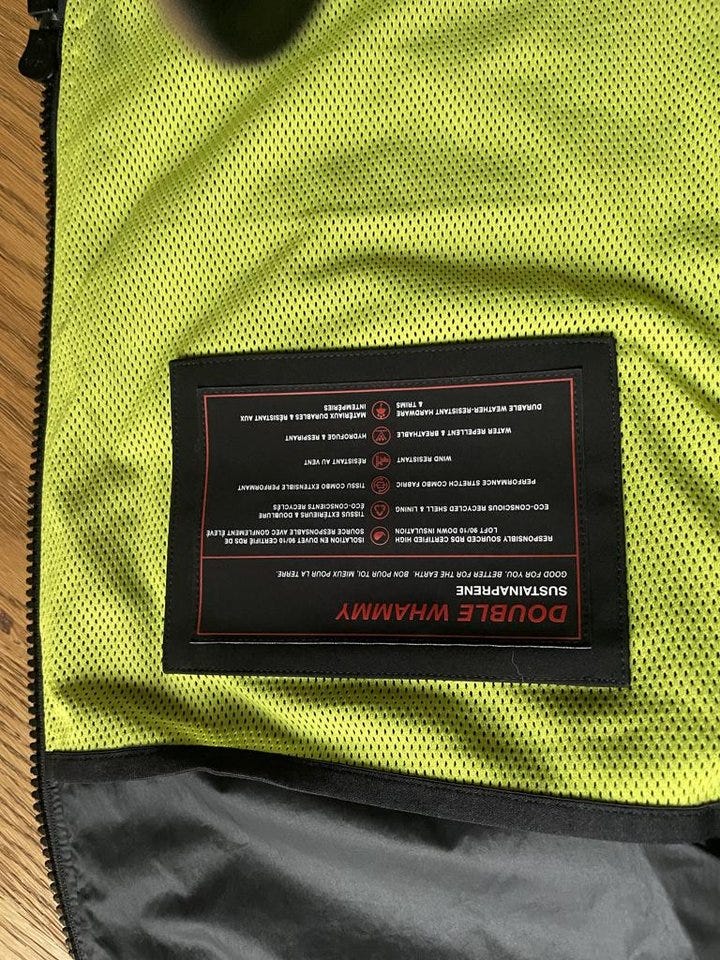 DOUBLE WHAMMY
SUSTAINAPRENE
GOOD FOR YOU, BETTER FOR THE EARTH. BON POUR TOI, MIEUX POUR LA TERRE.
RESPONSIBLY SOURCED RDS CERTIFIED HIGH
LOFT 90/10 DOWN INSULATION
ISOLATION EN DUVET 90/10 CERTIFIÉ RDS DE
SOURCE RESPONSABLE AVEC GONFLEMENT ÉLEVÉ
ECO-CONSCIOUS RECYCLED SHELL & LINING
TISSUS EXTÉRIEURS & DOUBLURE
ÉCO-CONSCIENTS RECYCLÉS
PERFORMANCE STRETCH COMBO FABRIC
TISSU COMBO EXTENSIBLE PERFORMANT
WIND RESISTANT
RÉSISTANT AU VENT
WATER REPELLENT & BREATHABLE
HYDROFUGE & RESPIRANT
DURABLE WEATHER-RESISTANT HARDWARE
& TRIMS
MATÉRIAUX DURABLES & RÉSISTANT AUX
INTEMPÉRIES